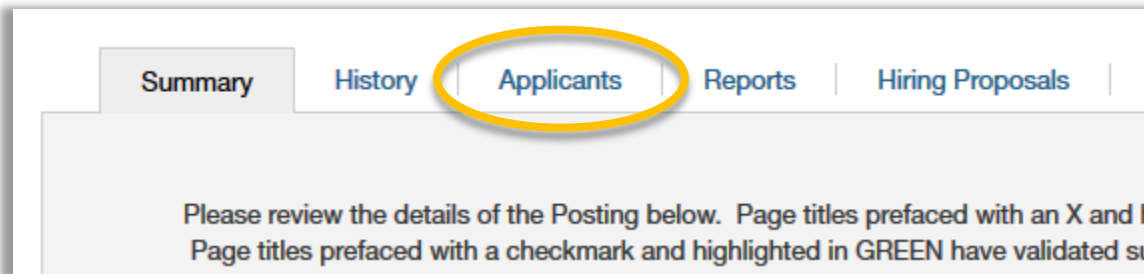 Summary History Applicants Reports Hiring Proposals
Please review the details of the Posting below. Page titles prefaced with an X and
Page titles prefaced with a checkmark and highlighted in GREEN have validated